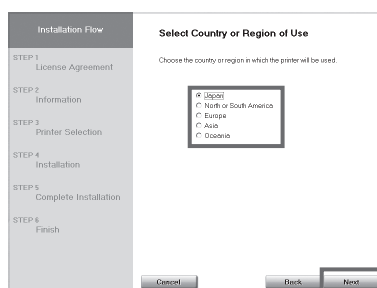 Installation Flow
STEP 1
License Agreement
STEP 2
Information
STEP 3
Printer Selection
STEP 4
Installation
STEP 5
Complete Installation
STEP 6
Finish
Select Country or Region of Use
Choose the country or region in which the printer will be used.
Japan
North or South America
Europe
Asia
Oceania
Cancel
Back
Next